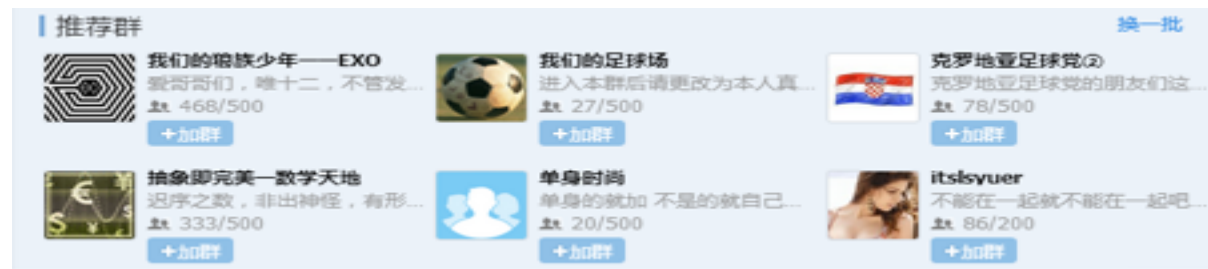 推荐群
换一批
我们的狼族少年——EXO
爱哥哥们，唯十二，不管发...
468/500
+加群
我们的足球场
进入本群后请更改为本人真...
27/500
+加群
克罗地亚足球党②
克罗地亚足球党的朋友们这...
78/500
+加群
抽象即完美—数学天地
迟序之数，非出神怪，有形...
333/500
+加群
单身时尚
单身的就加 不是的就自己...
20/500
+加群
itslsyuer
不能在一起就不能在一起吧...
86/200
+加群